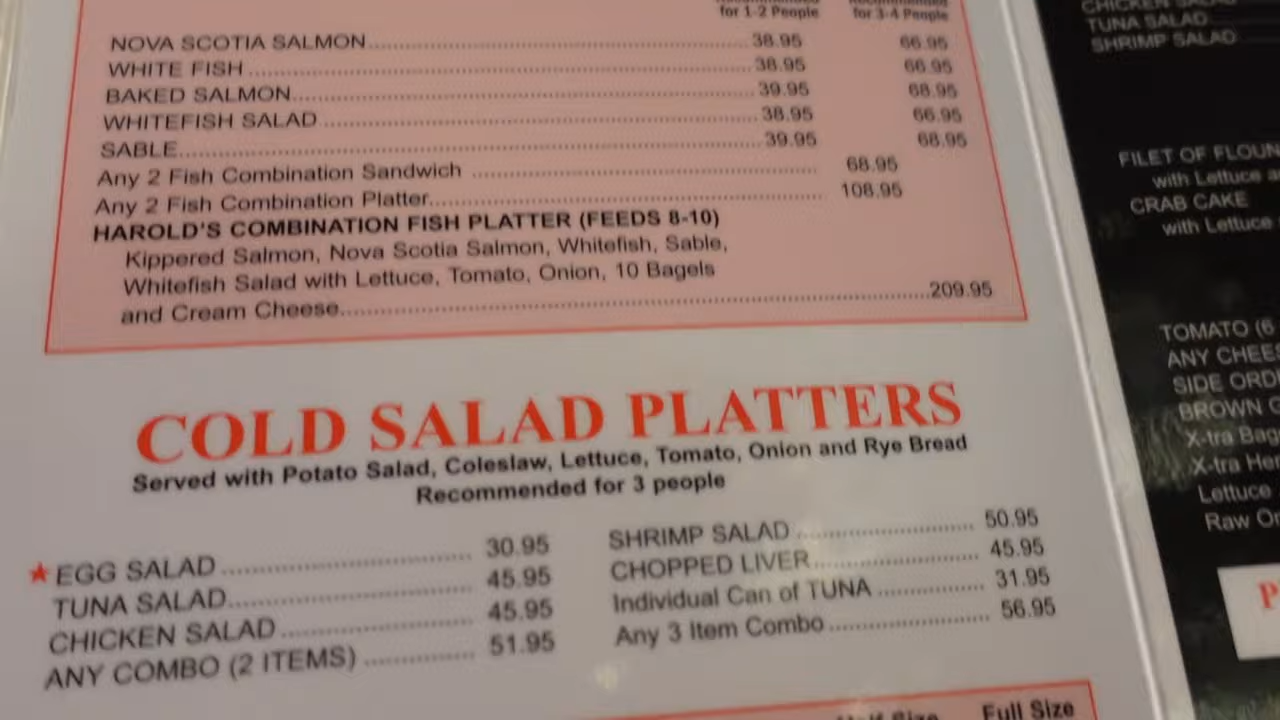 for 1-2 People for 3-4 People
NOVA SCOTIA SALMON 38.95 66.95
WHITE FISH 38.95 66.95
BAKED SALMON 39.95 68.95
WHITEFISH SALAD 38.95 66.95
SABLE 39.95 68.95
Any 2 Fish Combination Sandwich 68.95
Any 2 Fish Combination Platter 108.95
HAROLD'S COMBINATION FISH PLATTER (FEEDS 8-10)
Kippered Salmon, Nova Scotia Salmon, Whitefish, Sable,
Whitefish Salad with Lettuce, Tomato, Onion, 10 Bagels
and Cream Cheese 209.95
COLD SALAD PLATTERS
Served with Potato Salad, Coleslaw, Lettuce, Tomato, Onion and Rye Bread
Recommended for 3 people
EGG SALAD 30.95
TUNA SALAD 45.95
CHICKEN SALAD 45.95
ANY COMBO (2 ITEMS) 51.95
SHRIMP SALAD 50.95
CHOPPED LIVER 45.95
Individual Can of TUNA 31.95
Any 3 Item Combo 56.95
Full Size
TUNA SALAD
SHRIMP SALAD
FILET OF
with Lettuce
CRAB CAKE
with Lettuce
TOMATO (6
ANY
SIDE
BROWN
X-tra
X-tra
Lettuce
Raw